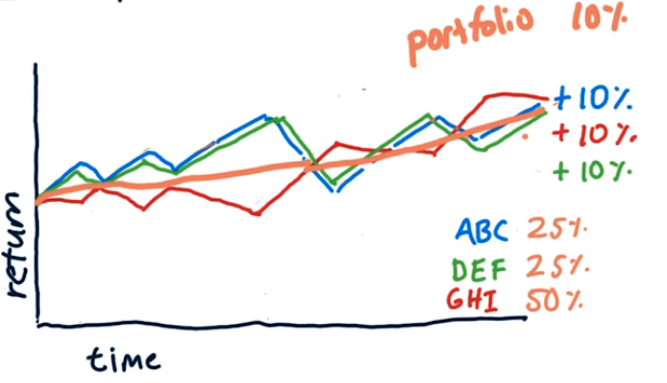 portfolio 10%
+10%
+10%
+10%
ABC 25%
DEF 25%
GHI 50%
return
time